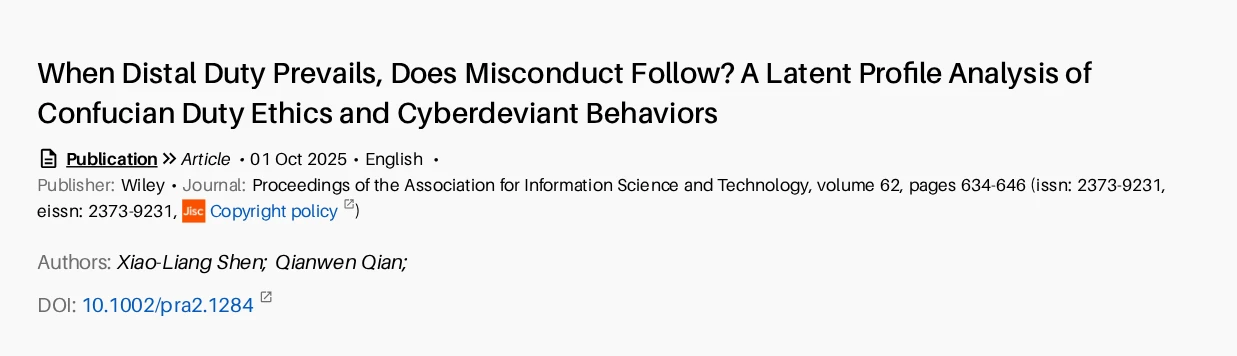 When Distal Duty Prevails, Does Misconduct Follow? A Latent Profile Analysis of
Confucian Duty Ethics and Cyberdeviant Behaviors
Publication » Article • 01 Oct 2025 • English •
Publisher: Wiley • Journal: Proceedings of the Association for Information Science and Technology, volume 62, pages 634-646 (issn: 2373-9231,
eissn: 2373-9231, Jisc Copyright policy )
Authors: Xiao-Liang Shen; Qianwen Qian;
DOI: 10.1002/pra2.1284